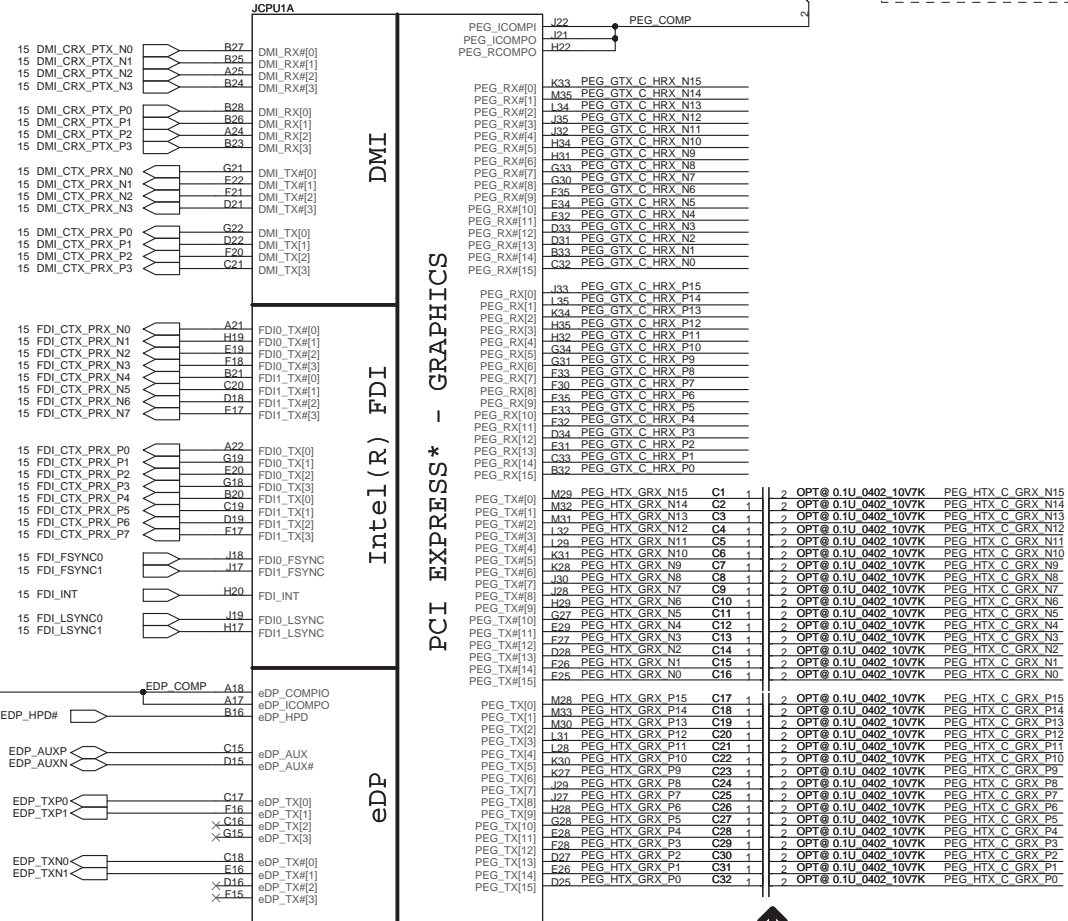 JCPU1A
15 DMI_CRX_PTX_N0 B27 DMI_RX#[0]
15 DMI_CRX_PTX_N1 B25 DMI_RX#[1]
15 DMI_CRX_PTX_N2 A25 DMI_RX#[2]
15 DMI_CRX_PTX_N3 B24 DMI_RX#[3]
15 DMI_CRX_PTX_P0 B28 DMI_RX[0]
15 DMI_CRX_PTX_P1 B26 DMI_RX[1]
15 DMI_CRX_PTX_P2 A24 DMI_RX[2]
15 DMI_CRX_PTX_P3 B23 DMI_RX[3]
15 DMI_CTX_PRX_N0 G21 DMI_TX#[0]
15 DMI_CTX_PRX_N1 E22 DMI_TX#[1]
15 DMI_CTX_PRX_N2 F21 DMI_TX#[2]
15 DMI_CTX_PRX_N3 D21 DMI_TX#[3]
15 DMI_CTX_PRX_P0 G22 DMI_TX[0]
15 DMI_CTX_PRX_P1 D22 DMI_TX[1]
15 DMI_CTX_PRX_P2 F20 DMI_TX[2]
15 DMI_CTX_PRX_P3 C21 DMI_TX[3]
DMI
15 FDI_CTX_PRX_N0 A21 FDI0_TX#[0]
15 FDI_CTX_PRX_N1 H19 FDI0_TX#[1]
15 FDI_CTX_PRX_N2 E19 FDI0_TX#[2]
15 FDI_CTX_PRX_N3 F18 FDI0_TX#[3]
15 FDI_CTX_PRX_N4 B21 FDI1_TX#[0]
15 FDI_CTX_PRX_N5 C20 FDI1_TX#[1]
15 FDI_CTX_PRX_N6 D18 FDI1_TX#[2]
15 FDI_CTX_PRX_N7 E17 FDI1_TX#[3]
15 FDI_CTX_PRX_P0 A22 FDI0_TX[0]
15 FDI_CTX_PRX_P1 G19 FDI0_TX[1]
15 FDI_CTX_PRX_P2 E20 FDI0_TX[2]
15 FDI_CTX_PRX_P3 G18 FDI0_TX[3]
15 FDI_CTX_PRX_P4 B20 FDI1_TX[0]
15 FDI_CTX_PRX_P5 C19 FDI1_TX[1]
15 FDI_CTX_PRX_P6 D19 FDI1_TX[2]
15 FDI_CTX_PRX_P7 F17 FDI1_TX[3]
15 FDI_FSYNC0 J18 FDI0_FSYNC
15 FDI_FSYNC1 J17 FDI1_FSYNC
15 FDI_INT H20 FDI_INT
15 FDI_LSYNC0 J19 FDI0_LSYNC
15 FDI_LSYNC1 H17 FDI1_LSYNC
Intel(R) FDI
EDP_COMP A18 eDP_COMPIO
A17 eDP_ICOMPO
EDP_HPD# B16 eDP_HPD
EDP_AUXP C15 eDP_AUX
EDP_AUXN D15 eDP_AUX#
EDP_TXP0 C17 eDP_TX[0]
EDP_TXP1 F16 eDP_TX[1]
C16 eDP_TX[2]
G15 eDP_TX[3]
EDP_TXN0 C18 eDP_TX#[0]
EDP_TXN1 E16 eDP_TX#[1]
D16 eDP_TX#[2]
F15 eDP_TX#[3]
eDP
PCI EXPRESS* - GRAPHICS
PEG_ICOMPI J22 PEG_COMP 2
PEG_ICOMPO J21
PEG_RCOMPO H22
PEG_RX#[0] K33 PEG_GTX_C_HRX_N15
PEG_RX#[1] M35 PEG_GTX_C_HRX_N14
PEG_RX#[2] L34 PEG_GTX_C_HRX_N13
PEG_RX#[3] J35 PEG_GTX_C_HRX_N12
PEG_RX#[4] J32 PEG_GTX_C_HRX_N11
PEG_RX#[5] H34 PEG_GTX_C_HRX_N10
PEG_RX#[6] H31 PEG_GTX_C_HRX_N9
PEG_RX#[7] G33 PEG_GTX_C_HRX_N8
PEG_RX#[8] G30 PEG_GTX_C_HRX_N7
PEG_RX#[9] F35 PEG_GTX_C_HRX_N6
PEG_RX#[10] E34 PEG_GTX_C_HRX_N5
PEG_RX#[11] E32 PEG_GTX_C_HRX_N4
PEG_RX#[12] D33 PEG_GTX_C_HRX_N3
PEG_RX#[13] D31 PEG_GTX_C_HRX_N2
PEG_RX#[14] B33 PEG_GTX_C_HRX_N1
PEG_RX#[15] C32 PEG_GTX_C_HRX_N0
PEG_RX[0] J33 PEG_GTX_C_HRX_P15
PEG_RX[1] L35 PEG_GTX_C_HRX_P14
PEG_RX[2] K34 PEG_GTX_C_HRX_P13
PEG_RX[3] H35 PEG_GTX_C_HRX_P12
PEG_RX[4] H32 PEG_GTX_C_HRX_P11
PEG_RX[5] G34 PEG_GTX_C_HRX_P10
PEG_RX[6] G31 PEG_GTX_C_HRX_P9
PEG_RX[7] F33 PEG_GTX_C_HRX_P8
PEG_RX[8] F30 PEG_GTX_C_HRX_P7
PEG_RX[9] E35 PEG_GTX_C_HRX_P6
PEG_RX[10] E33 PEG_GTX_C_HRX_P5
PEG_RX[11] F32 PEG_GTX_C_HRX_P4
PEG_RX[12] D34 PEG_GTX_C_HRX_P3
PEG_RX[13] E31 PEG_GTX_C_HRX_P2
PEG_RX[14] C33 PEG_GTX_C_HRX_P1
PEG_RX[15] B32 PEG_GTX_C_HRX_P0
PEG_TX#[0] M29 PEG_HTX_GRX_N15 C1 1 2 OPT@ 0.1U_0402_10V7K PEG_HTX_C_GRX_N15
PEG_TX#[1] M32 PEG_HTX_GRX_N14 C2 1 2 OPT@ 0.1U_0402_10V7K PEG_HTX_C_GRX_N14
PEG_TX#[2] M31 PEG_HTX_GRX_N13 C3 1 2 OPT@ 0.1U_0402_10V7K PEG_HTX_C_GRX_N13
PEG_TX#[3] L32 PEG_HTX_GRX_N12 C4 1 2 OPT@ 0.1U_0402_10V7K PEG_HTX_C_GRX_N12
PEG_TX#[4] L29 PEG_HTX_GRX_N11 C5 1 2 OPT@ 0.1U_0402_10V7K PEG_HTX_C_GRX_N11
PEG_TX#[5] K31 PEG_HTX_GRX_N10 C6 1 2 OPT@ 0.1U_0402_10V7K PEG_HTX_C_GRX_N10
PEG_TX#[6] K28 PEG_HTX_GRX_N9 C7 1 2 OPT@ 0.1U_0402_10V7K PEG_HTX_C_GRX_N9
PEG_TX#[7] J30 PEG_HTX_GRX_N8 C8 1 2 OPT@ 0.1U_0402_10V7K PEG_HTX_C_GRX_N8
PEG_TX#[8] J28 PEG_HTX_GRX_N7 C9 1 2 OPT@ 0.1U_0402_10V7K PEG_HTX_C_GRX_N7
PEG_TX#[9] H29 PEG_HTX_GRX_N6 C10 1 2 OPT@ 0.1U_0402_10V7K PEG_HTX_C_GRX_N6
PEG_TX#[10] G27 PEG_HTX_GRX_N5 C11 1 2 OPT@ 0.1U_0402_10V7K PEG_HTX_C_GRX_N5
PEG_TX#[11] E29 PEG_HTX_GRX_N4 C12 1 2 OPT@ 0.1U_0402_10V7K PEG_HTX_C_GRX_N4
PEG_TX#[12] F27 PEG_HTX_GRX_N3 C13 1 2 OPT@ 0.1U_0402_10V7K PEG_HTX_C_GRX_N3
PEG_TX#[13] D28 PEG_HTX_GRX_N2 C14 1 2 OPT@ 0.1U_0402_10V7K PEG_HTX_C_GRX_N2
PEG_TX#[14] F26 PEG_HTX_GRX_N1 C15 1 2 OPT@ 0.1U_0402_10V7K PEG_HTX_C_GRX_N1
PEG_TX#[15] E25 PEG_HTX_GRX_N0 C16 1 2 OPT@ 0.1U_0402_10V7K PEG_HTX_C_GRX_N0
PEG_TX[0] M28 PEG_HTX_GRX_P15 C17 1 2 OPT@ 0.1U_0402_10V7K PEG_HTX_C_GRX_P15
PEG_TX[1] M33 PEG_HTX_GRX_P14 C18 1 2 OPT@ 0.1U_0402_10V7K PEG_HTX_C_GRX_P14
PEG_TX[2] M30 PEG_HTX_GRX_P13 C19 1 2 OPT@ 0.1U_0402_10V7K PEG_HTX_C_GRX_P13
PEG_TX[3] L31 PEG_HTX_GRX_P12 C20 1 2 OPT@ 0.1U_0402_10V7K PEG_HTX_C_GRX_P12
PEG_TX[4] L28 PEG_HTX_GRX_P11 C21 1 2 OPT@ 0.1U_0402_10V7K PEG_HTX_C_GRX_P11
PEG_TX[5] K30 PEG_HTX_GRX_P10 C22 1 2 OPT@ 0.1U_0402_10V7K PEG_HTX_C_GRX_P10
PEG_TX[6] K27 PEG_HTX_GRX_P9 C23 1 2 OPT@ 0.1U_0402_10V7K PEG_HTX_C_GRX_P9
PEG_TX[7] J29 PEG_HTX_GRX_P8 C24 1 2 OPT@ 0.1U_0402_10V7K PEG_HTX_C_GRX_P8
PEG_TX[8] J27 PEG_HTX_GRX_P7 C25 1 2 OPT@ 0.1U_0402_10V7K PEG_HTX_C_GRX_P7
PEG_TX[9] H28 PEG_HTX_GRX_P6 C26 1 2 OPT@ 0.1U_0402_10V7K PEG_HTX_C_GRX_P6
PEG_TX[10] G28 PEG_HTX_GRX_P5 C27 1 2 OPT@ 0.1U_0402_10V7K PEG_HTX_C_GRX_P5
PEG_TX[11] E28 PEG_HTX_GRX_P4 C28 1 2 OPT@ 0.1U_0402_10V7K PEG_HTX_C_GRX_P4
PEG_TX[12] F28 PEG_HTX_GRX_P3 C29 1 2 OPT@ 0.1U_0402_10V7K PEG_HTX_C_GRX_P3
PEG_TX[13] D27 PEG_HTX_GRX_P2 C30 1 2 OPT@ 0.1U_0402_10V7K PEG_HTX_C_GRX_P2
PEG_TX[14] E26 PEG_HTX_GRX_P1 C31 1 2 OPT@ 0.1U_0402_10V7K PEG_HTX_C_GRX_P1
PEG_TX[15] D25 PEG_HTX_GRX_P0 C32 1 2 OPT@ 0.1U_0402_10V7K PEG_HTX_C_GRX_P0